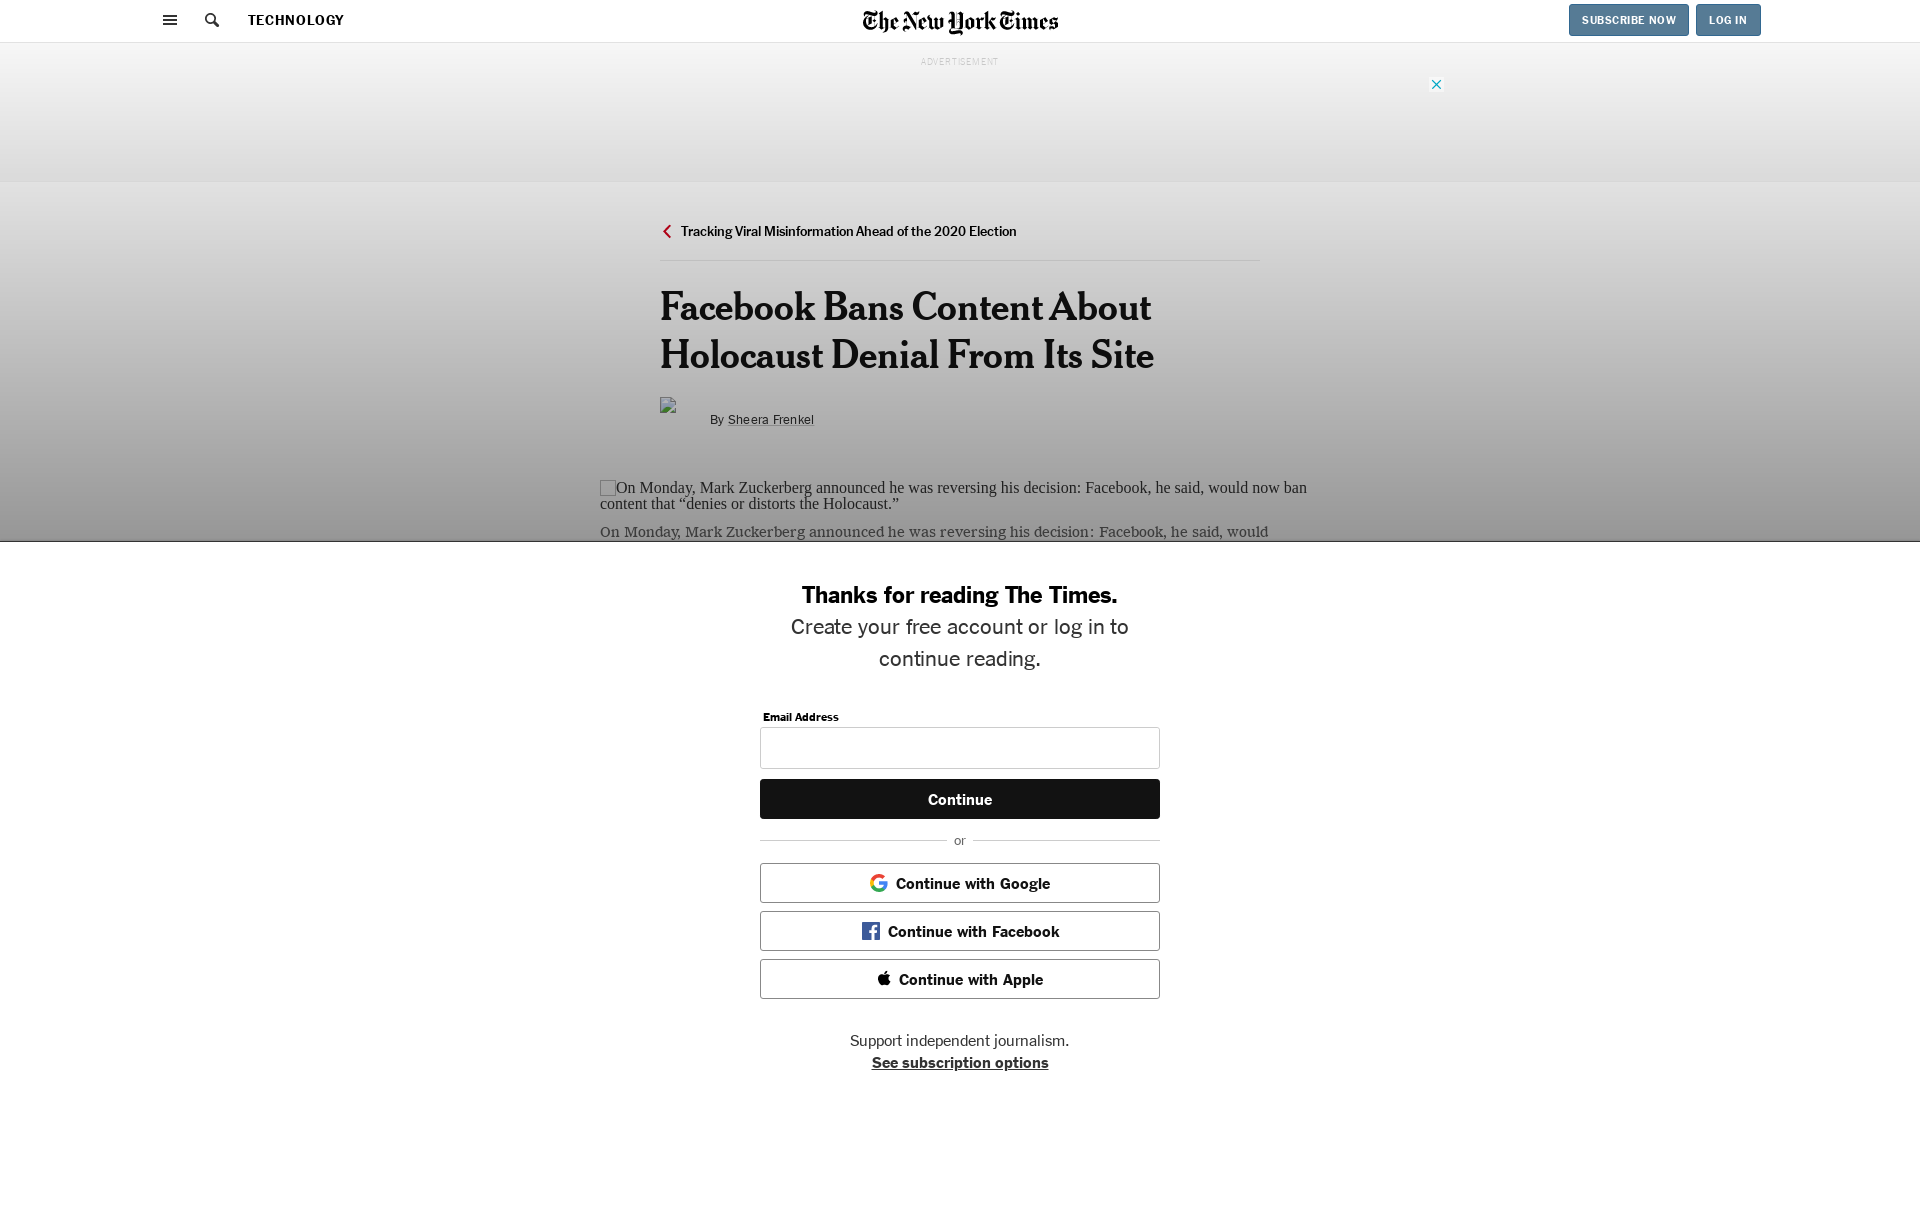 TECHNOLOGY
The New York Times
SUBSCRIBE NOW
LOG IN
ADVERTISEMENT
Tracking Viral Misinformation Ahead of the 2020 Election
Facebook Bans Content About
Holocaust Denial From Its Site
By Sheera Frenkel
On Monday, Mark Zuckerberg announced he was reversing his decision: Facebook, he said, would now ban
content that “denies or distorts the Holocaust.”
On Monday, Mark Zuckerberg announced he was reversing his decision: Facebook, he said, would
Thanks for reading The Times.
Create your free account or log in to
continue reading.
Email Address
Continue
or
Continue with Google
Continue with Facebook
Continue with Apple
Support independent journalism.
See subscription options